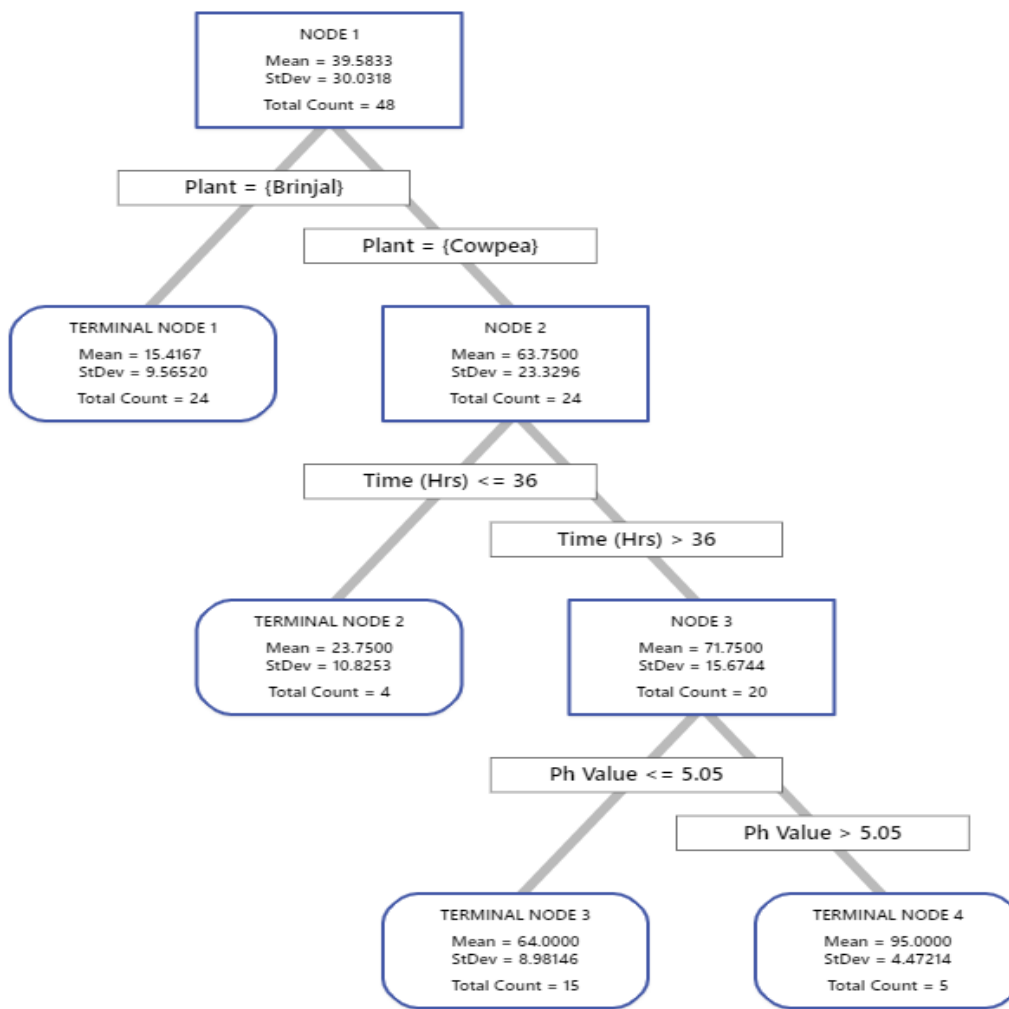 NODE 1
Mean = 39.5833
StDev = 30.0318
Total Count = 48
Plant = {Brinjal}
Plant = {Cowpea}
TERMINAL NODE 1
Mean = 15.4167
StDev = 9.56520
Total Count = 24
NODE 2
Mean = 63.7500
StDev = 23.3296
Total Count = 24
Time (Hrs) <= 36
Time (Hrs) > 36
TERMINAL NODE 2
Mean = 23.7500
StDev = 10.8253
Total Count = 4
NODE 3
Mean = 71.7500
StDev = 15.6744
Total Count = 20
Ph Value <= 5.05
Ph Value > 5.05
TERMINAL NODE 3
Mean = 64.0000
StDev = 8.98146
Total Count = 15
TERMINAL NODE 4
Mean = 95.0000
StDev = 4.47214
Total Count = 5